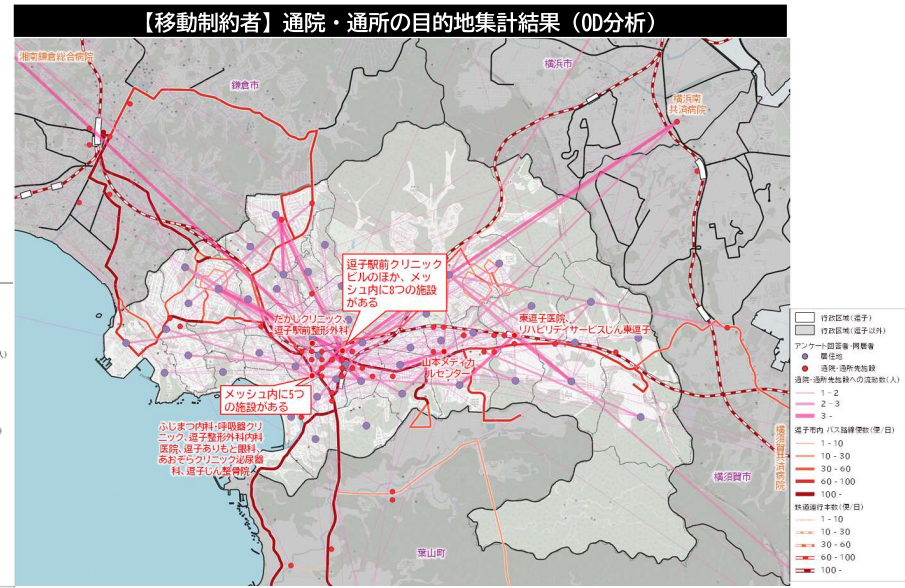 【移動制約者】通院・通所の目的地集計結果（OD分析）
湘南鎌倉総合病院
鎌倉市
横浜市
横浜南
共済病院
逗子駅前クリニック
ビルのほか、メッ
シュ内に8つの施設
がある
たかしクリニック、
逗子駅前整形外科
東逗子医院、
リハビリデイサービスじん東逗子
山本メディカ
ルセンター
メッシュ内に5つ
の施設がある
ふじまつ内科・呼吸器クリ
ニック、逗子整形外科内科
医院、逗子ありもと眼科、
あおぞらクリニック泌尿器
科、逗子じん整骨院
横須賀共済病院
横須賀市
葉山町
行政区域(逗子)
行政区域(逗子以外)
アンケート回答者・同居者
居住地
通院・通所先施設
通院・通所先施設への流動数(人)
1 - 2
2 - 3
3 -
逗子市内 バス路線便数(便/日)
1 - 10
10 - 30
30 - 60
60 - 100
100 -
鉄道運行本数(便/日)
1 - 10
10 - 30
30 - 60
60 - 100
100 -